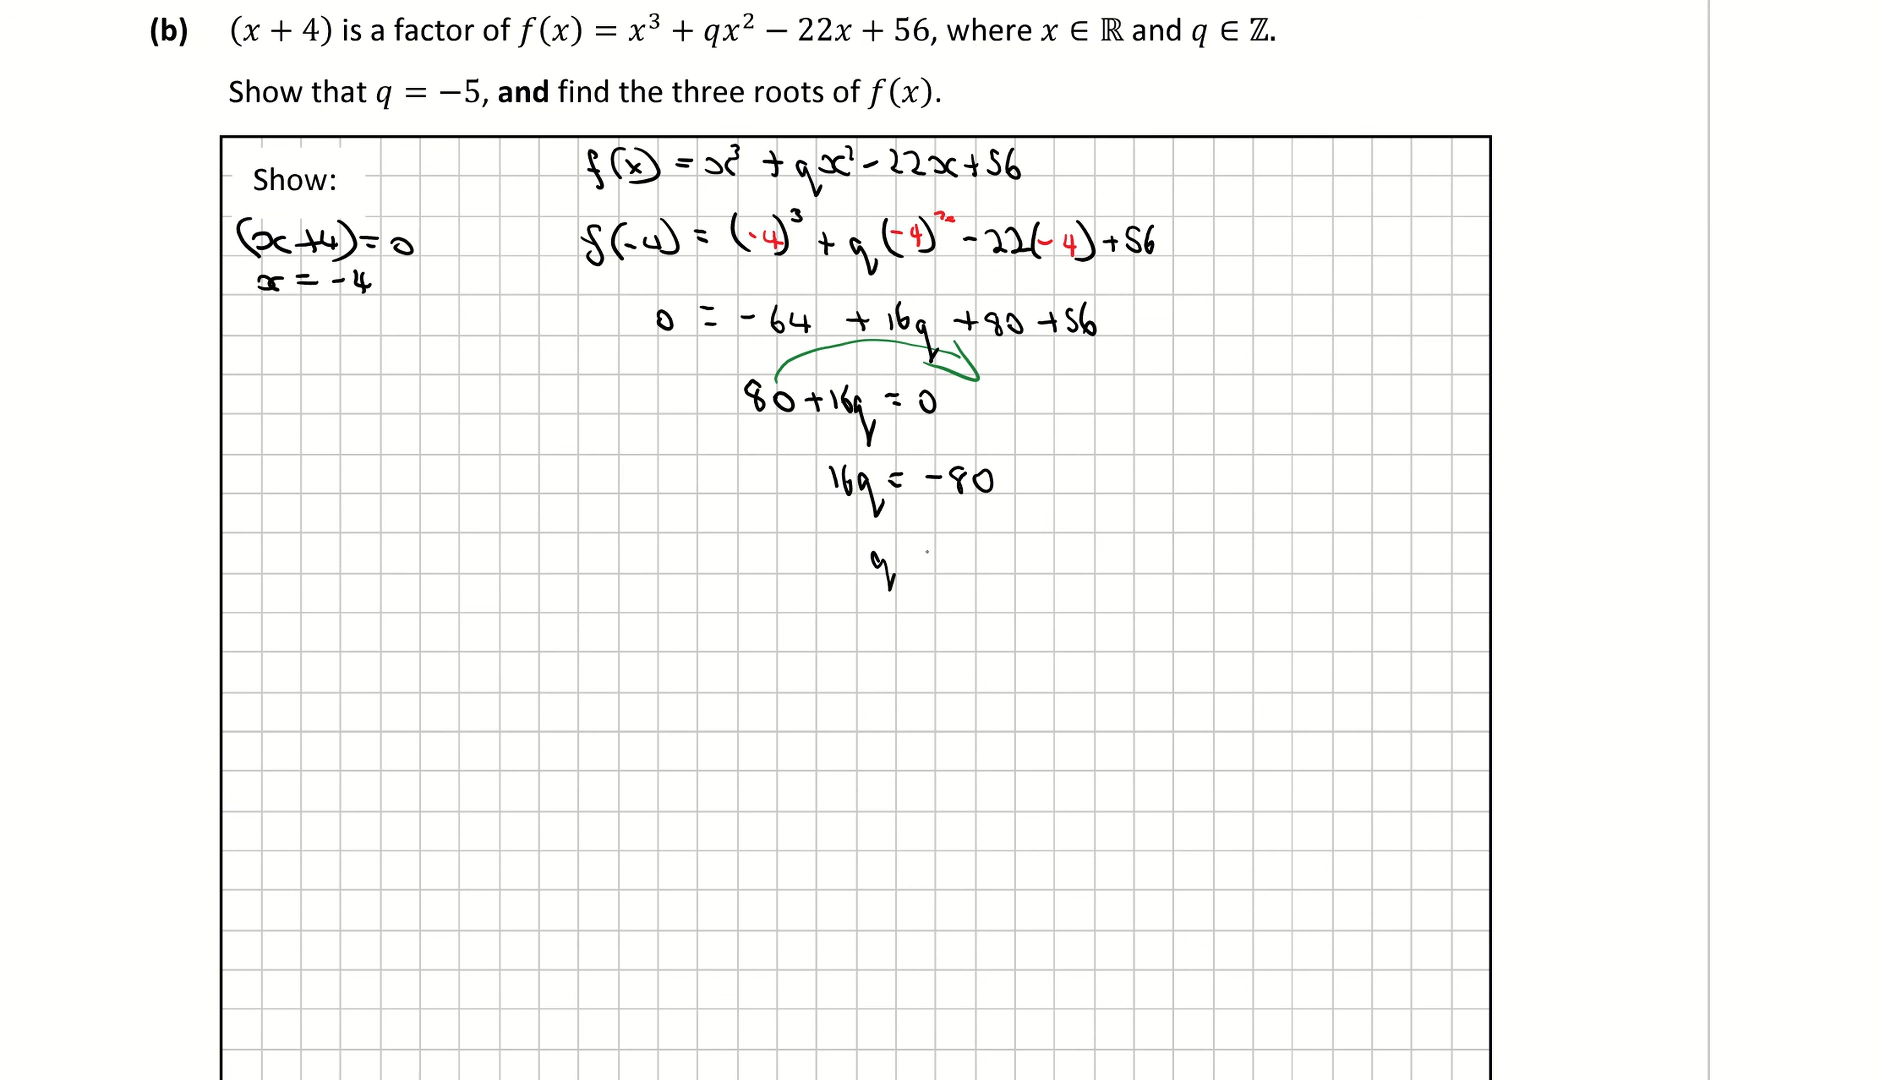 (b) (x + 4) is a factor of f(x) = x³ + qx² − 22x + 56, where x ∈ ℝ and q ∈ ℤ.
Show that q = −5, and find the three roots of f(x).
Show:
f(x) = x³ + qx² - 22x + 56
(x+4) = 0
f(-4) = (-4)³ + q(-4)² - 22(-4) + 56
x = -4
0 = -64 + 16q + 80 + 56
80 + 16q = 0
16q = -80
q